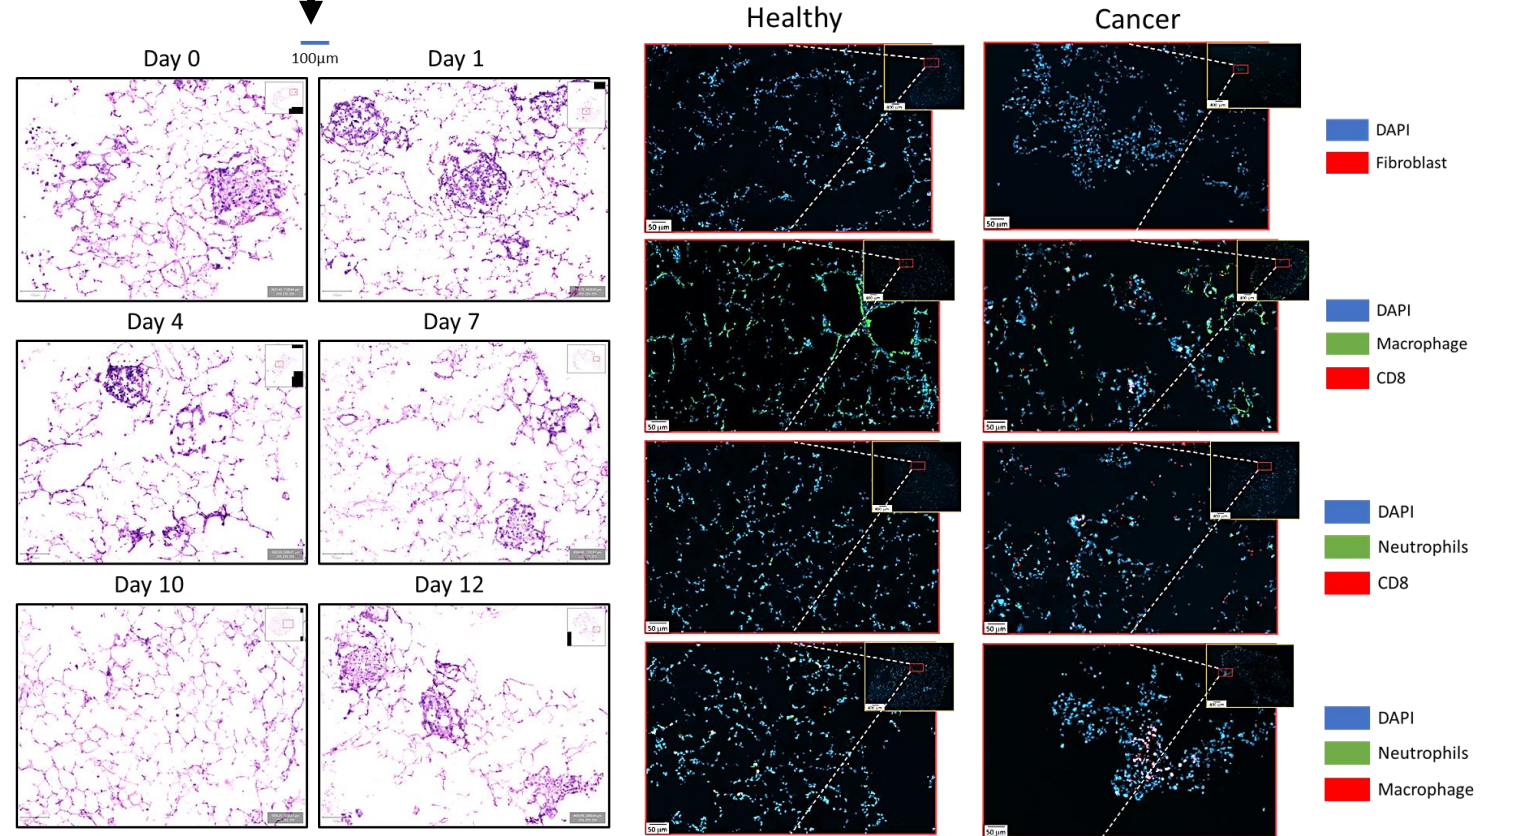 100µm
Day 0
Day 1
Day 4
Day 7
Day 10
Day 12
Healthy
Cancer
50 µm
50 µm
DAPI
Fibroblast
50 µm
50 µm
DAPI
Macrophage
CD8
50 µm
50 µm
DAPI
Neutrophils
CD8
50 µm
50 µm
DAPI
Neutrophils
Macrophage